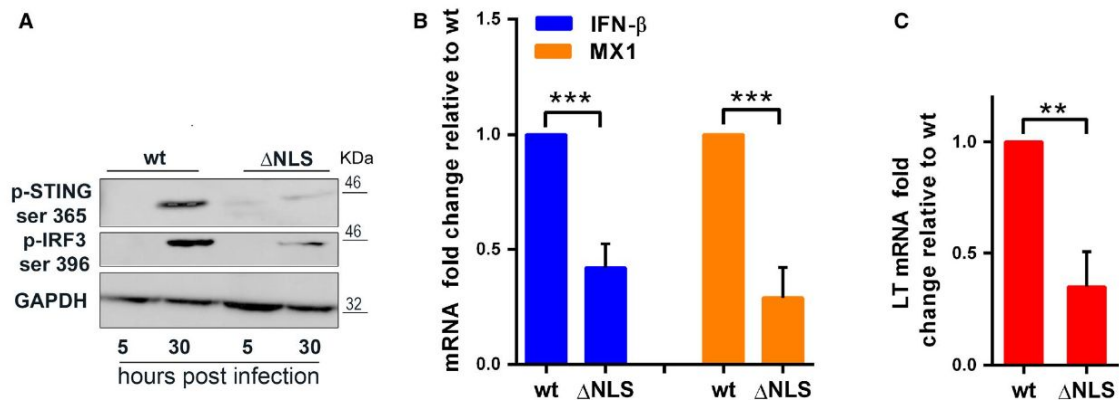 A
wt ΔNLS KDa
p-STING
ser 365
46
p-IRF3
ser 396
46
GAPDH
32
5 30 5 30
hours post infection
B
mRNA fold change relative to wt
1.5
1.0
0.5
0.0
IFN-β
MX1
***
***
wt ΔNLS wt ΔNLS
C
LT mRNA fold
change relative to wt
1.0
0.5
0.0
**
wt ΔNLS